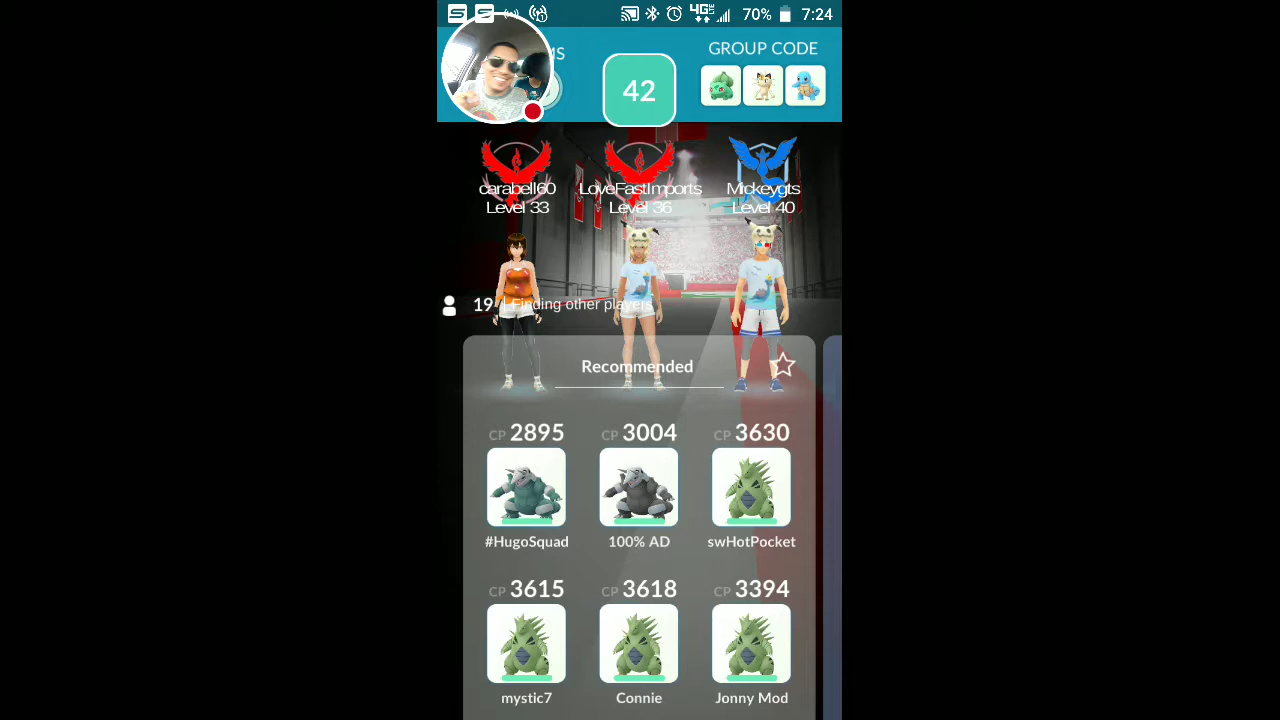 4G 70% 7:24
MS
42
GROUP CODE
carabell60
Level 33
LoveFastImports
Level 36
Mickeygts
Level 40
19 | Finding other players
Recommended
CP 2895
CP 3004
CP 3630
#HugoSquad
100% AD
swHotPocket
CP 3615
CP 3618
CP 3394
mystic7
Connie
Jonny Mod